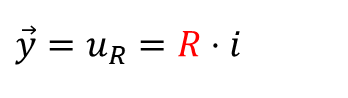 y⃗ = u_R = R · i